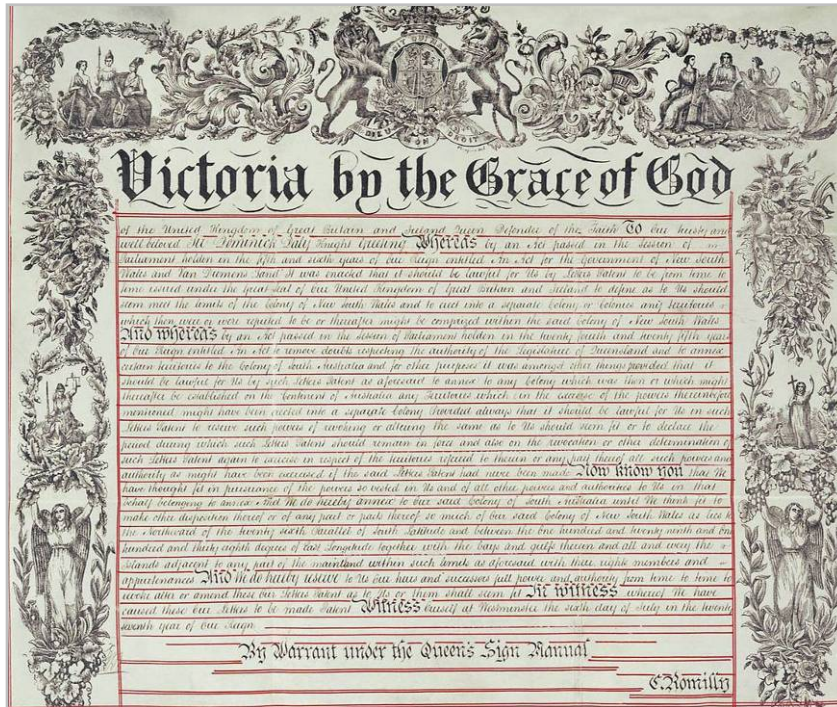 DIEU ET MON DROIT
Victoria by the Grace of God
of the United Kingdom of Great Britain and Ireland Queen Defender of the Faith To Our trusty and
well beloved Sir Dominick Daly Knight Greeting Whereas by an Act passed in the Session of
Parliament holden in the fifth and sixth years of Our Reign entitled An Act for the Government of New South
Wales and Van Diemens Land It was enacted that it should be lawful for Us by Letters Patent to be from time to
time issued under the Great Seal of Our United Kingdom of Great Britain and Ireland to define as to Us should
seem meet the limits of the Colony of New South Wales and to erect into a separate Colony or Colonies any territories
which then were or were reputed to be or thereafter might be comprized within the said Colony of New South Wales
And whereas by an Act passed in the Session of Parliament holden in the twenty fourth and twenty fifth years
of Our Reign entitled An Act to remove doubts respecting the authority of the Legislature of Queensland and to annex
certain territories to the Colony of South Australia and for other purposes it was amongst other things provided that it
should be lawful for Us by such Letters Patent as aforesaid to annex to any Colony which was then or which might
thereafter be established on the Continent of Australia any Territories which in the exercise of the powers thereinbefore
mentioned might have been erected into a separate Colony Provided always that it should be lawful for Us in such
Letters Patent to reserve such powers of revoking or altering the same as to Us should seem fit or to declare the
period during which such Letters Patent should remain in force and also on the revocation or other determination of
such Letters Patent again to exercise in respect of the territories referred to therein or any part thereof all such powers and
authority as might have been exercised if the said Letters Patent had never been made Now know you that We
have thought fit in pursuance of the powers so vested in Us and of all other powers and authorities to Us in that
behalf belonging to annex And We do hereby annex to Our said Colony of South Australia until We think fit to
make other disposition thereof or of any part or parts thereof so much of Our said Colony of New South Wales as lies to
the Northward of the twenty sixth Parallel of South Latitude and between the One hundred and twenty ninth and One
hundred and thirty eighth degrees of East Longitude together with the bays and gulfs therein and all and every the
Islands adjacent to any part of the mainland within such limits as aforesaid with their rights members and
appurtenances And We do hereby reserve to Us Our heirs and successors full power and authority from time to time to
revoke alter or amend these Our Letters Patent as to Us or them shall seem fit In witness whereof We have
caused these Our Letters to be made Patent Witness Ourself at Westminster the sixth day of July in the twenty
seventh year of Our Reign
By Warrant under the Queens Sign Manual
C. Romilly